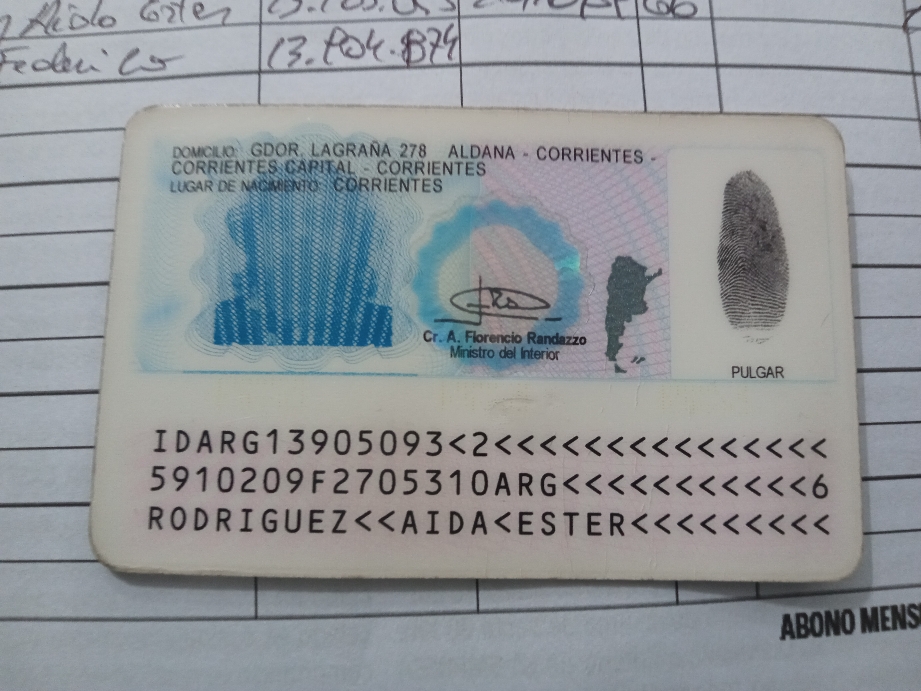 13.904.874
DOMICILIO: GDOR. LAGRAÑA 278 ALDANA - CORRIENTES -
CORRIENTES CAPITAL - CORRIENTES
LUGAR DE NACIMIENTO: CORRIENTES
Cr. A. Florencio Randazzo
Ministro del Interior
PULGAR
IDARG13905093<2<<<<<<<<<<<<<<<
5910209F2705310ARG<<<<<<<<<<<6
RODRIGUEZ<<AIDA<ESTER<<<<<<<<<
ABONO MENS